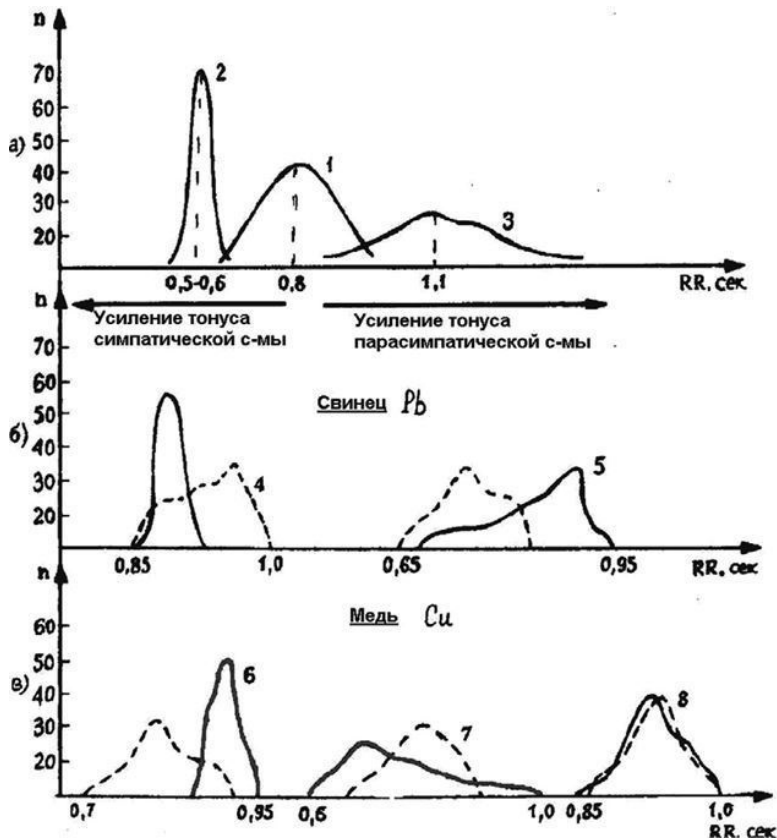 n
70
60
50
40
30
20
а)
2
1
3
0,5-0,6 0,8 1,1 RR. сек
Усиление тонуса
симпатической с-мы
Усиление тонуса
парасимпатической с-мы
n
70
60
50
40
30
20
б)
Свинец Pb
4
5
0,85 1,0 0,65 0,95 RR. сек
n
60
50
40
30
20
в)
Медь Cu
6
7
8
0,7 0,95 0,6 1,0 0,85 1,0
RR. сек